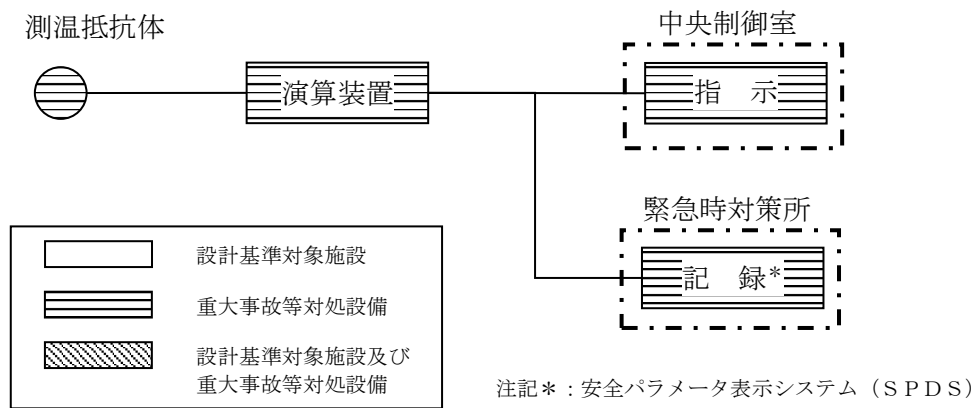 測温抵抗体
中央制御室
演算装置
指　示
緊急時対策所
記　録*
設計基準対象施設
重大事故等対処設備
設計基準対象施設及び
重大事故等対処設備
注記＊：安全パラメータ表示システム（ＳＰＤＳ）